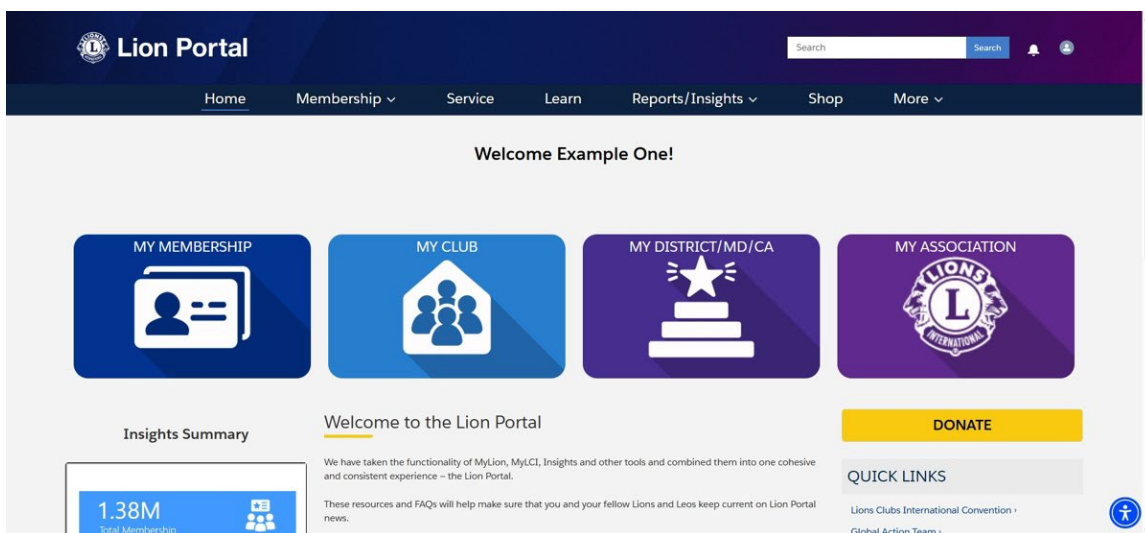 LIONS L INTERNATIONAL
Lion Portal
Search Search
Home Membership Service Learn Reports/Insights Shop More
Welcome Example One!
MY MEMBERSHIP MY CLUB MY DISTRICT/MD/CA MY ASSOCIATION
LIONS L INTERNATIONAL
Insights Summary
1.38M
Total Membership
Welcome to the Lion Portal
We have taken the functionality of MyLion, MyLCI, Insights and other tools and combined them into one cohesive
and consistent experience – the Lion Portal.
These resources and FAQs will help make sure that you and your fellow Lions and Leos keep current on Lion Portal
news.
DONATE
QUICK LINKS
Lions Clubs International Convention ›
Global Action Team ›